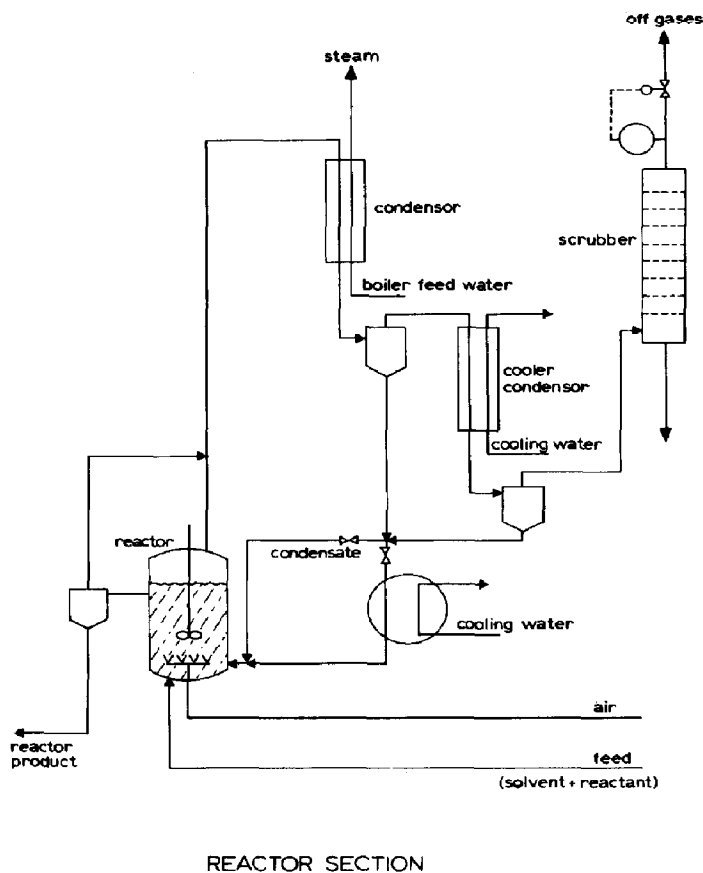 off gases
steam
condensor
scrubber
boiler feed water
cooler
condensor
cooling water
reactor
condensate
cooling water
air
reactor
product
feed
(solvent + reactant)
REACTOR SECTION